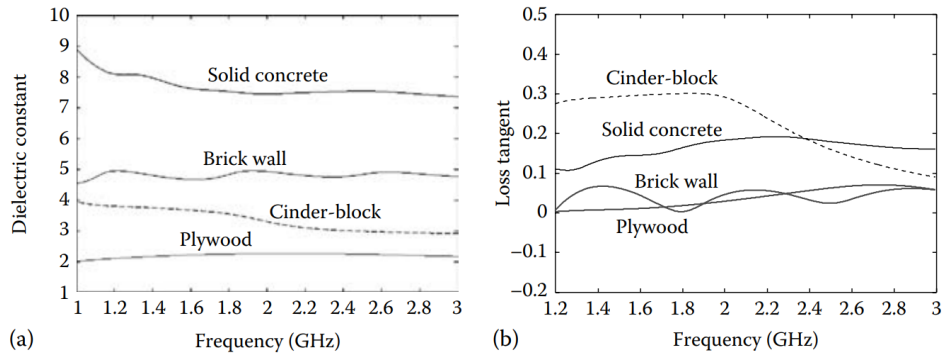 10
9
8
7
6
5
4
3
2
1
Dielectric constant
Solid concrete
Brick wall
Cinder-block
Plywood
1 1.2 1.4 1.6 1.8 2 2.2 2.4 2.6 2.8 3
Frequency (GHz)
(a)
0.5
0.4
0.3
0.2
0.1
0
−0.1
−0.2
Loss tangent
Cinder-block
Solid concrete
Brick wall
Plywood
1.2 1.4 1.6 1.8 2 2.2 2.4 2.6 2.8 3
Frequency (GHz)
(b)